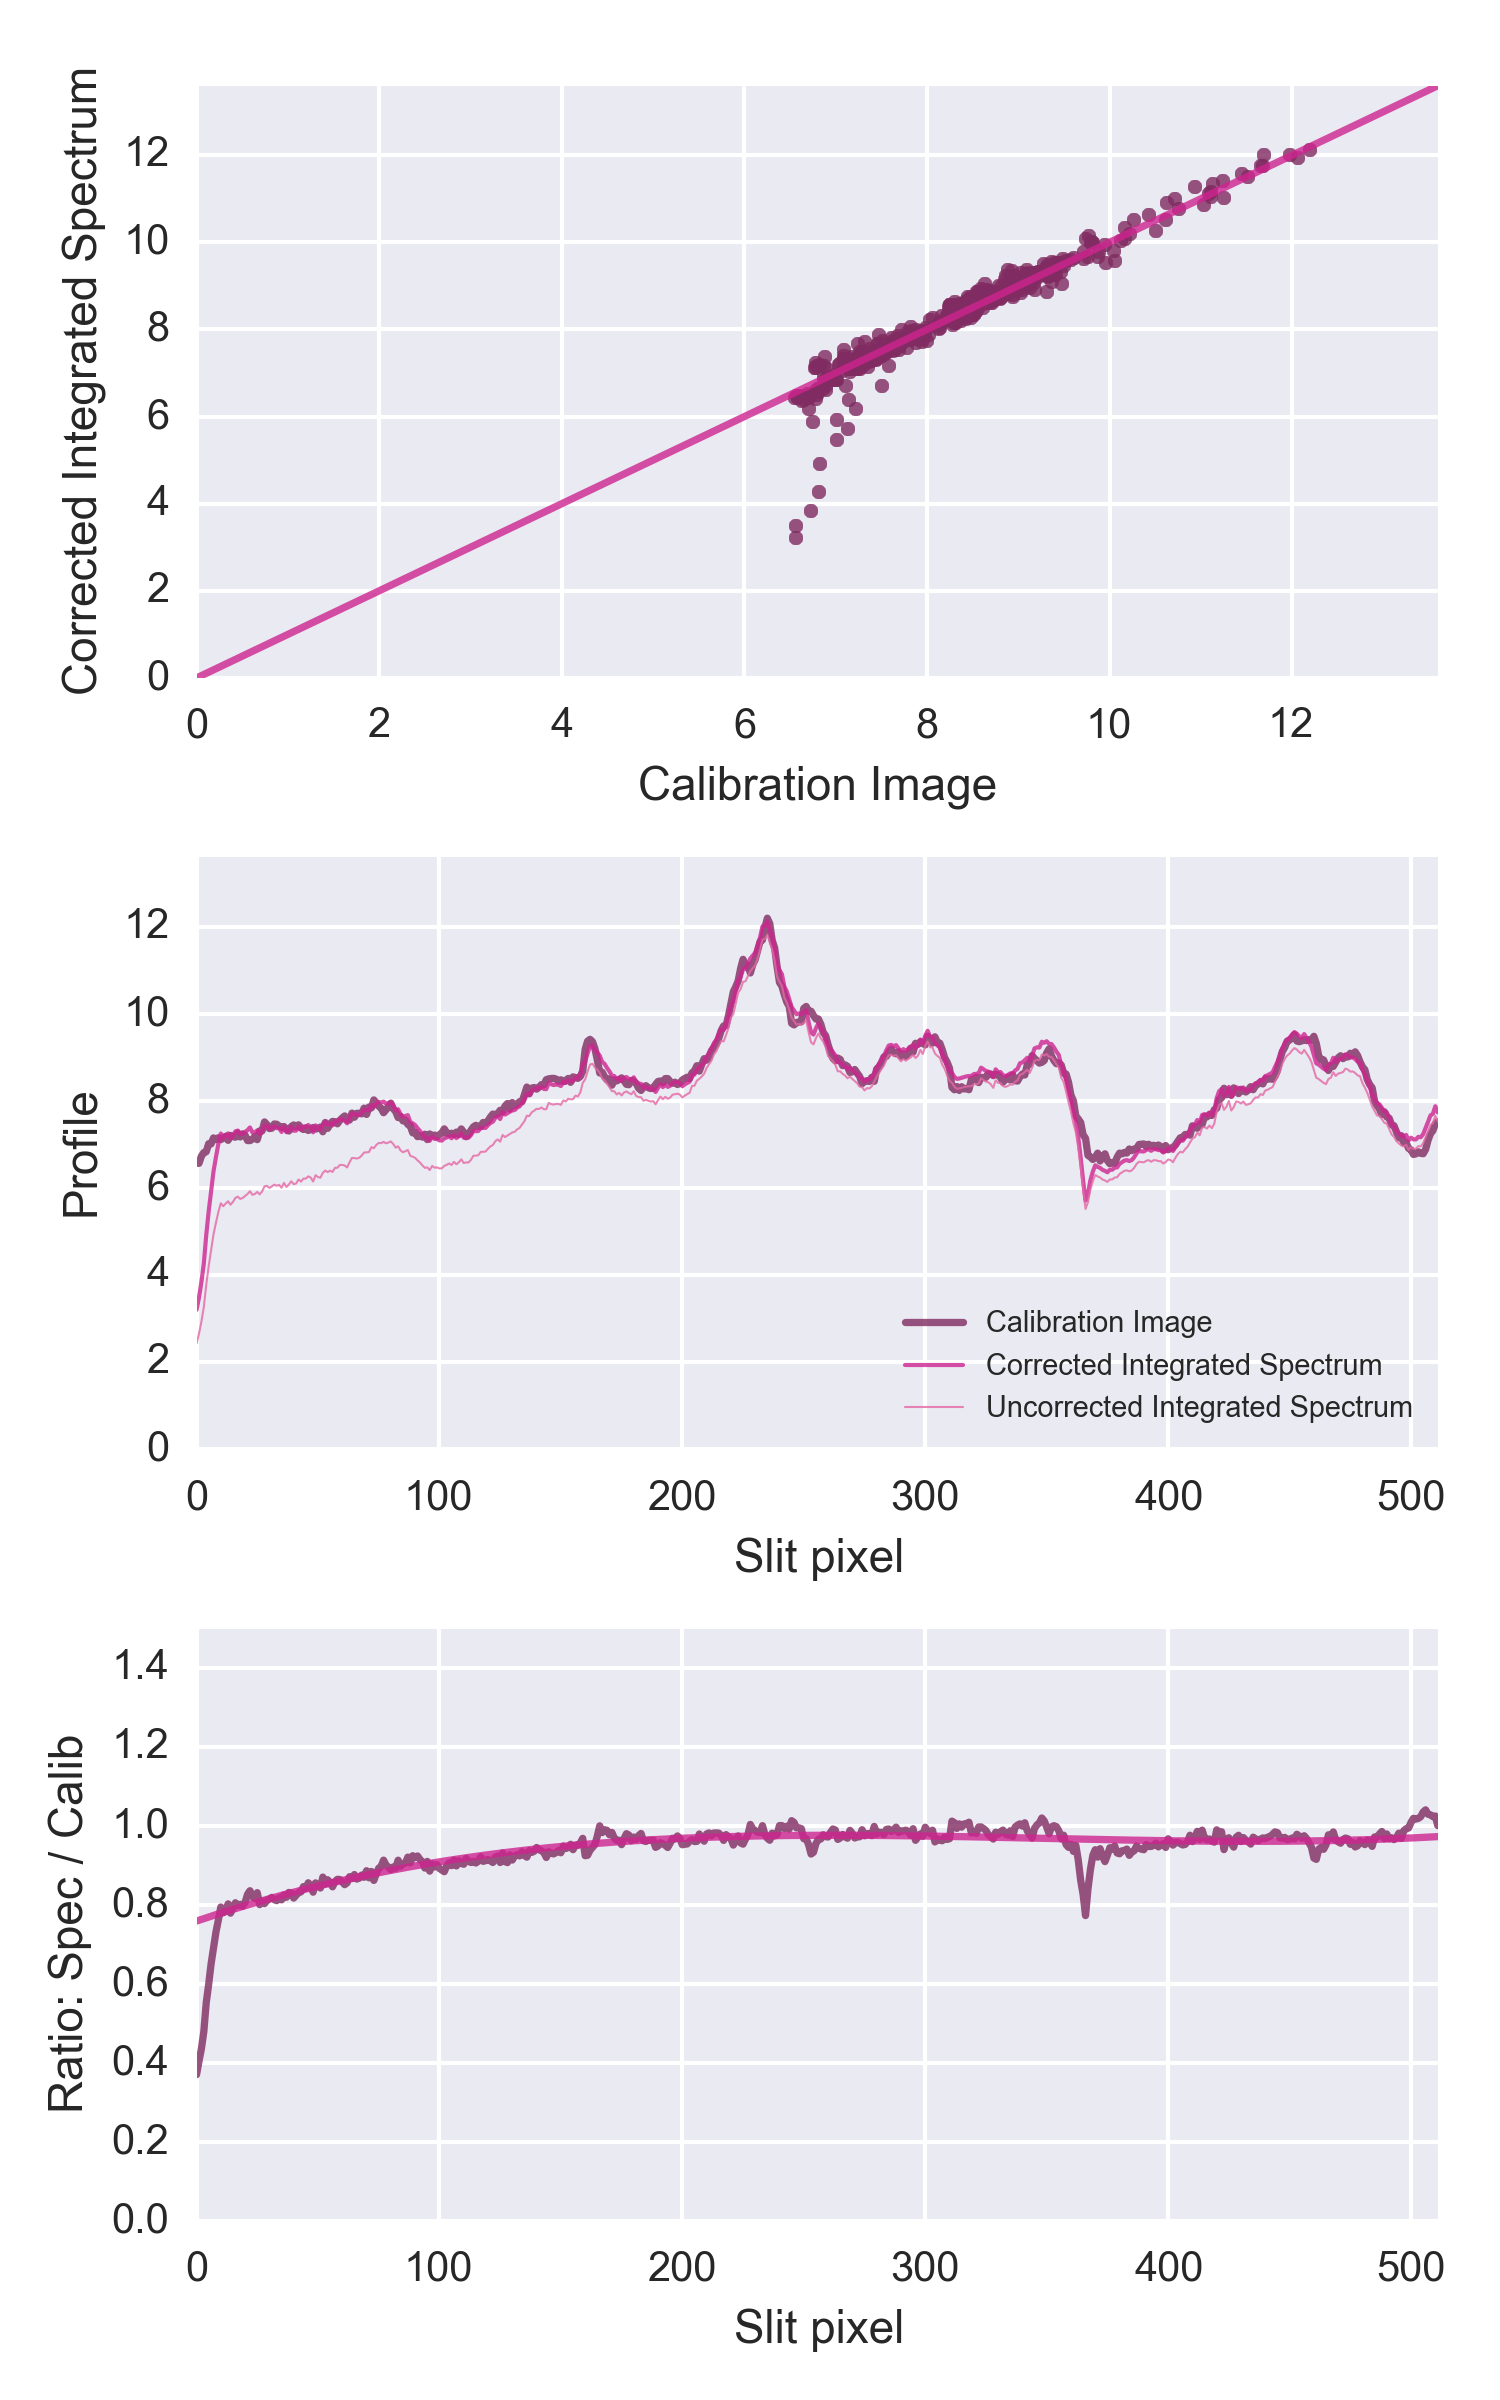 Corrected Integrated Spectrum
12
10
8
6
4
2
0
0 2 4 6 8 10 12
Calibration Image
Profile
12
10
8
6
4
2
0
Calibration Image
Corrected Integrated Spectrum
Uncorrected Integrated Spectrum
0 100 200 300 400 500
Slit pixel
Ratio: Spec / Calib
1.4
1.2
1.0
0.8
0.6
0.4
0.2
0.0
0 100 200 300 400 500
Slit pixel